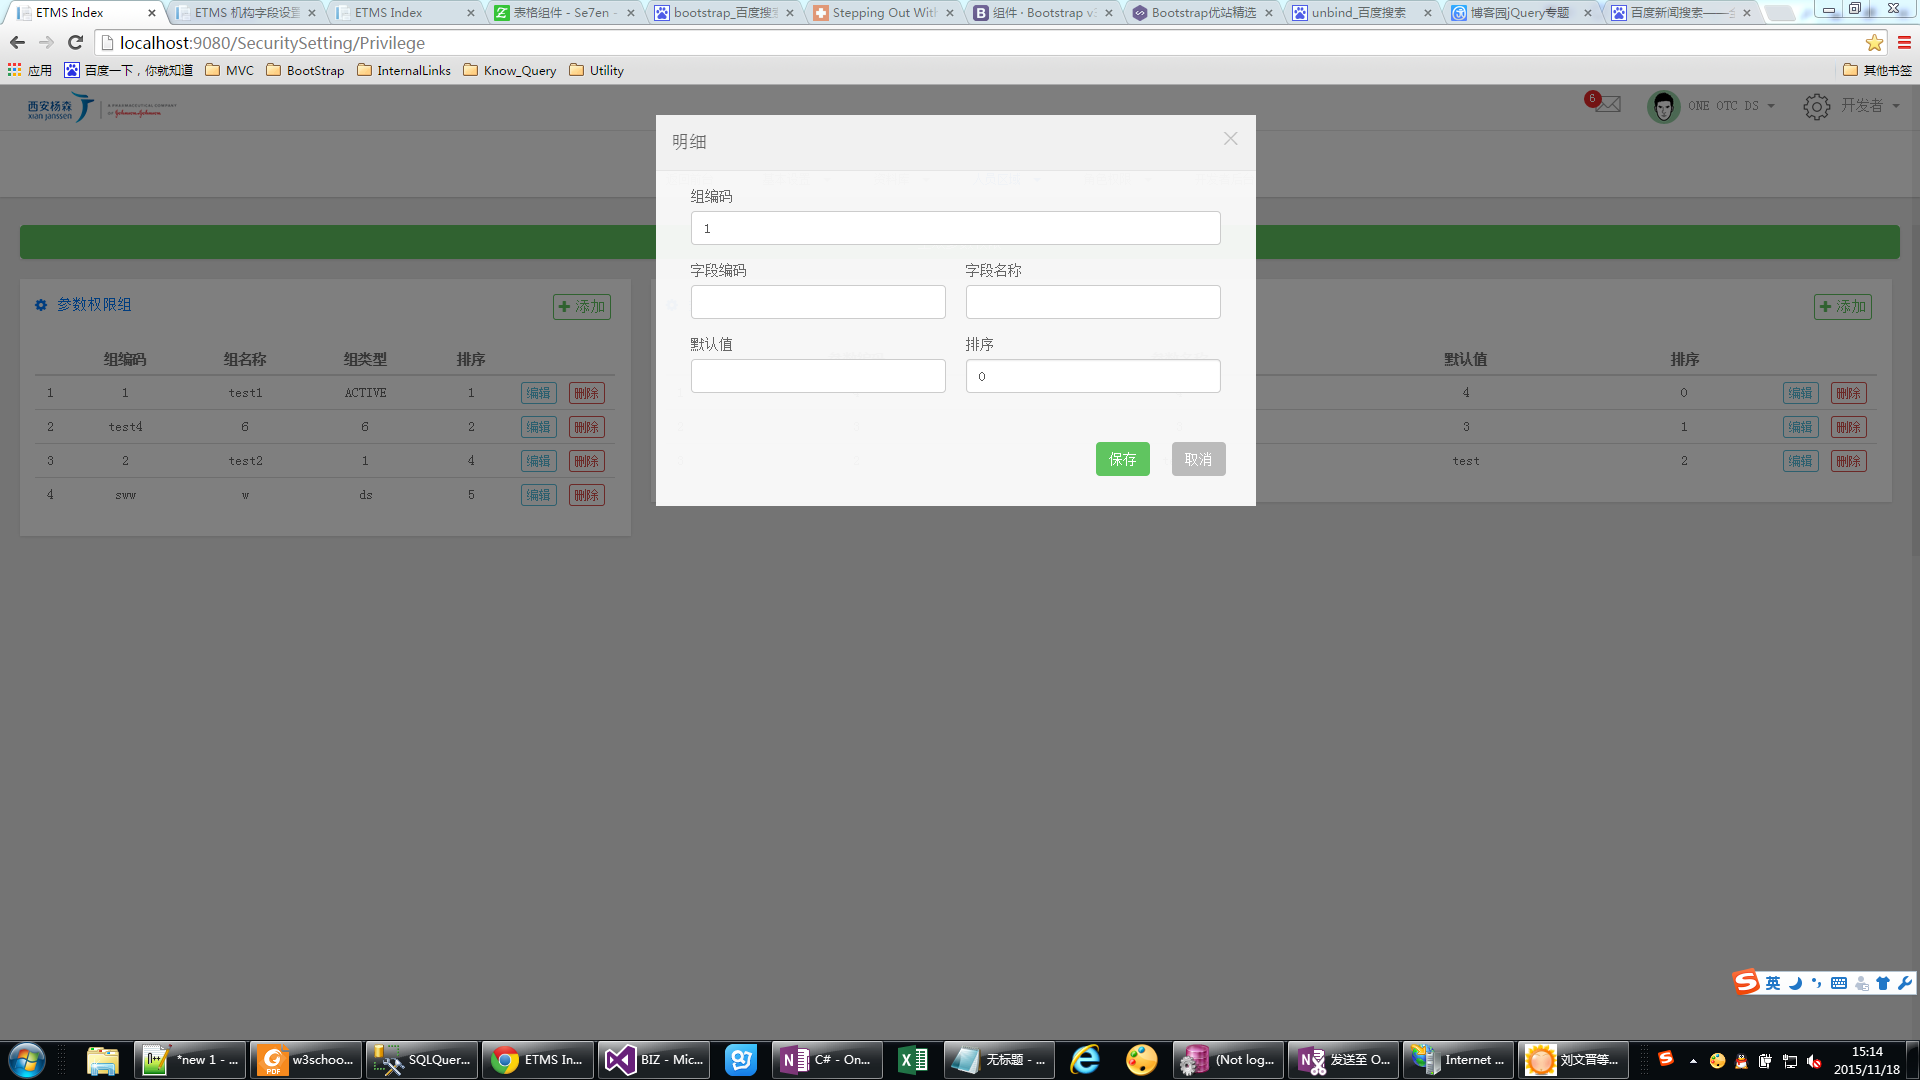 ETMS Index
ETMS 机构字段设置
ETMS Index
表格组件 - Se7en -
bootstrap_百度搜索
Stepping Out With
组件 · Bootstrap v3
Bootstrap优站精选
unbind_百度搜索
博客园jQuery专题
百度新闻搜索——
localhost:9080/SecuritySetting/Privilege
应用
百度一下，你就知道
MVC
BootStrap
InternalLinks
Know_Query
Utility
其他书签
西安杨森
xian janssen
A PHARMACEUTICAL COMPANY
OF Johnson-Johnson
6
ONE OTC DS
开发者
明细
组编码
1
字段编码 字段名称
默认值 排序
0
保存 取消
参数权限组
添加
组编码 组名称 组类型 排序
1 1 test1 ACTIVE 1 编辑 删除
2 test4 6 6 2 编辑 删除
3 2 test2 1 4 编辑 删除
4 sww w ds 5 编辑 删除
添加
默认值 排序
4 0 编辑 删除
3 1 编辑 删除
test 2 编辑 删除
英
*new 1 - ...
w3schoo...
SQLQuer...
ETMS In...
BIZ - Mic...
C# - On...
无标题 - ...
(Not log...
发送至 O...
Internet ...
刘文晋等...
15:14
2015/11/18